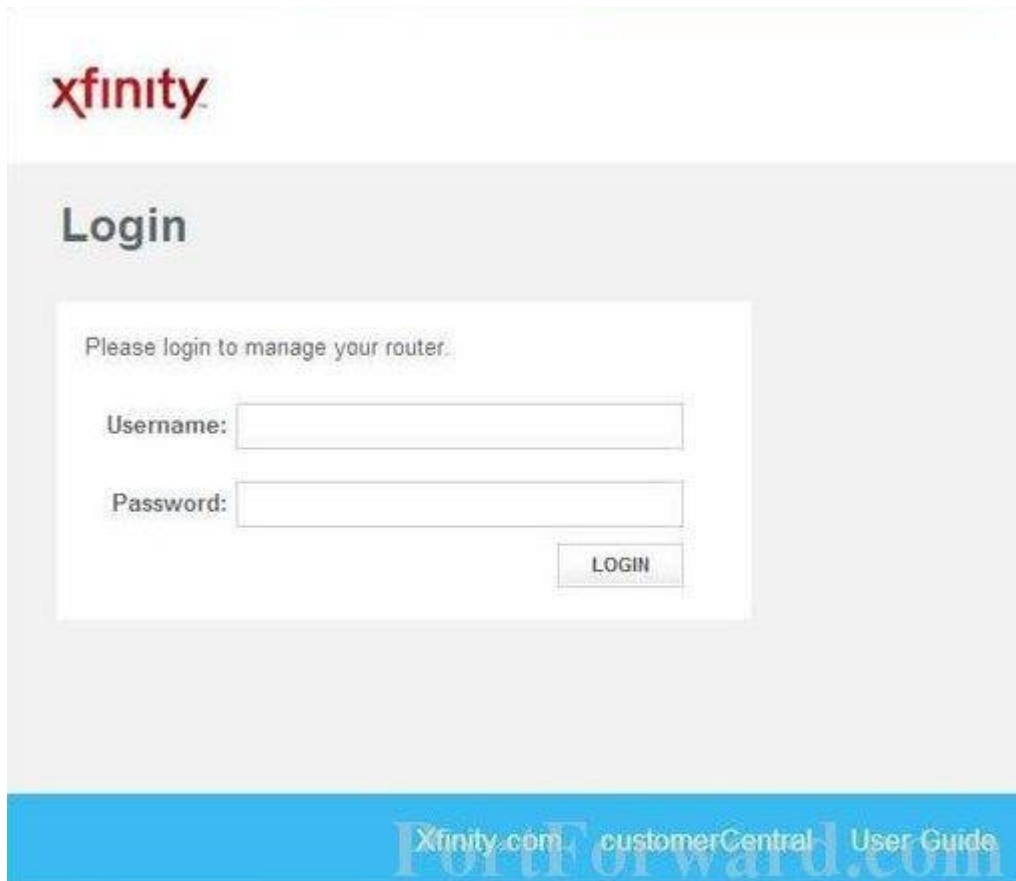 xfinity
Login
Please login to manage your router.
Username:
Password:
LOGIN
Xfinity.com customerCentral User Guide
PortForward.com